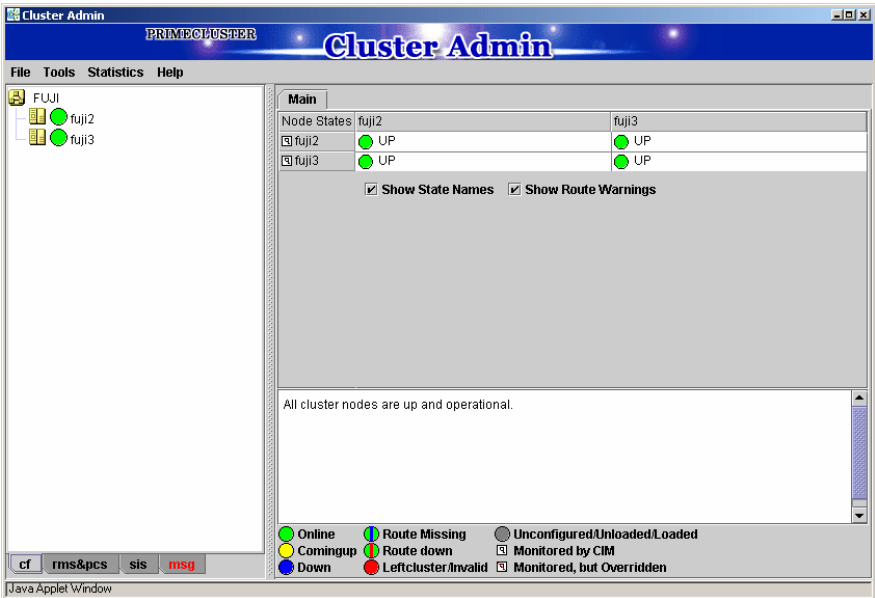 Cluster Admin
PRIMECLUSTER
Cluster Admin
File Tools Statistics Help
FUJI
fuji2
fuji3
Main
Node States fuji2 fuji3
fuji2 UP UP
fuji3 UP UP
Show State Names Show Route Warnings
All cluster nodes are up and operational.
Online Route Missing Unconfigured/Unloaded/Loaded
Comingup Route down Monitored by CIM
Down Leftcluster/Invalid Monitored, but Overridden
cf rms&pcs sis msg
Java Applet Window